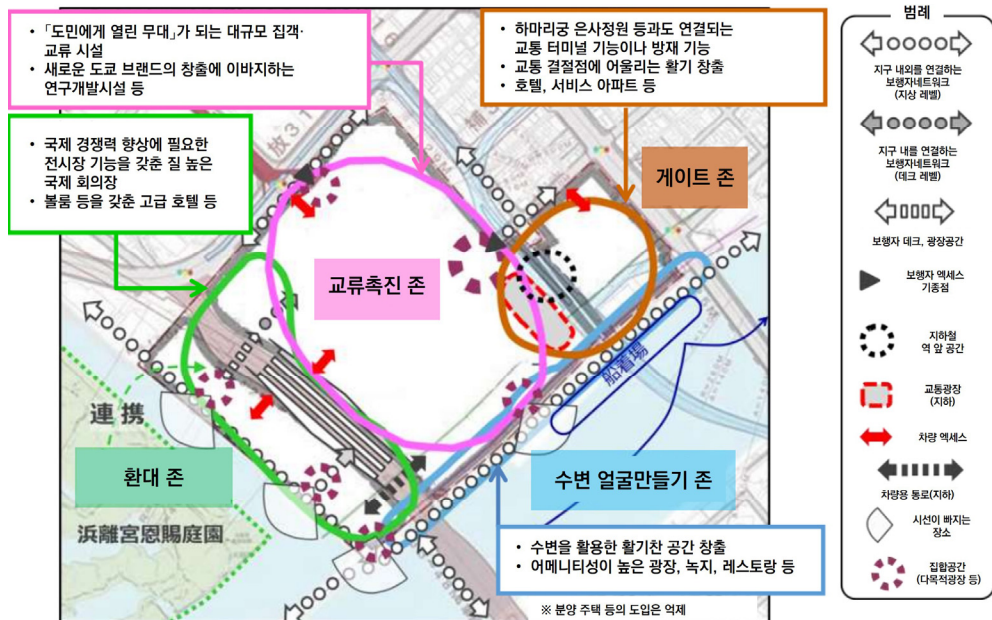 • 「도민에게 열린 무대」가 되는 대규모 집객·
교류 시설
• 새로운 도쿄 브랜드의 창출에 이바지하는
연구개발시설 등
• 하마리궁 은사정원 등과도 연결되는
교통 터미널 기능이나 방재 기능
• 교통 결절점에 어울리는 활기 창출
• 호텔, 서비스 아파트 등
• 국제 경쟁력 향상에 필요한
전시장 기능을 갖춘 질 높은
국제 회의장
• 볼룸 등을 갖춘 고급 호텔 등
게이트 존
교류촉진 존
船着場
連携
환대 존
수변 얼굴만들기 존
浜離宮恩賜庭園
• 수변을 활용한 활기찬 공간 창출
• 어메니티성이 높은 광장, 녹지, 레스토랑 등
※ 분양 주택 등의 도입은 억제
범례
지구 내외를 연결하는
보행자네트워크
(지상 레벨)
지구 내를 연결하는
보행자네트워크
(데크 레벨)
보행자 데크, 광장공간
보행자 엑세스
기종점
지하철
역 앞 공간
교통광장
(지하)
차량 엑세스
차량용 통로(지하)
시선이 빠지는
장소
집합공간
(다목적광장 등)